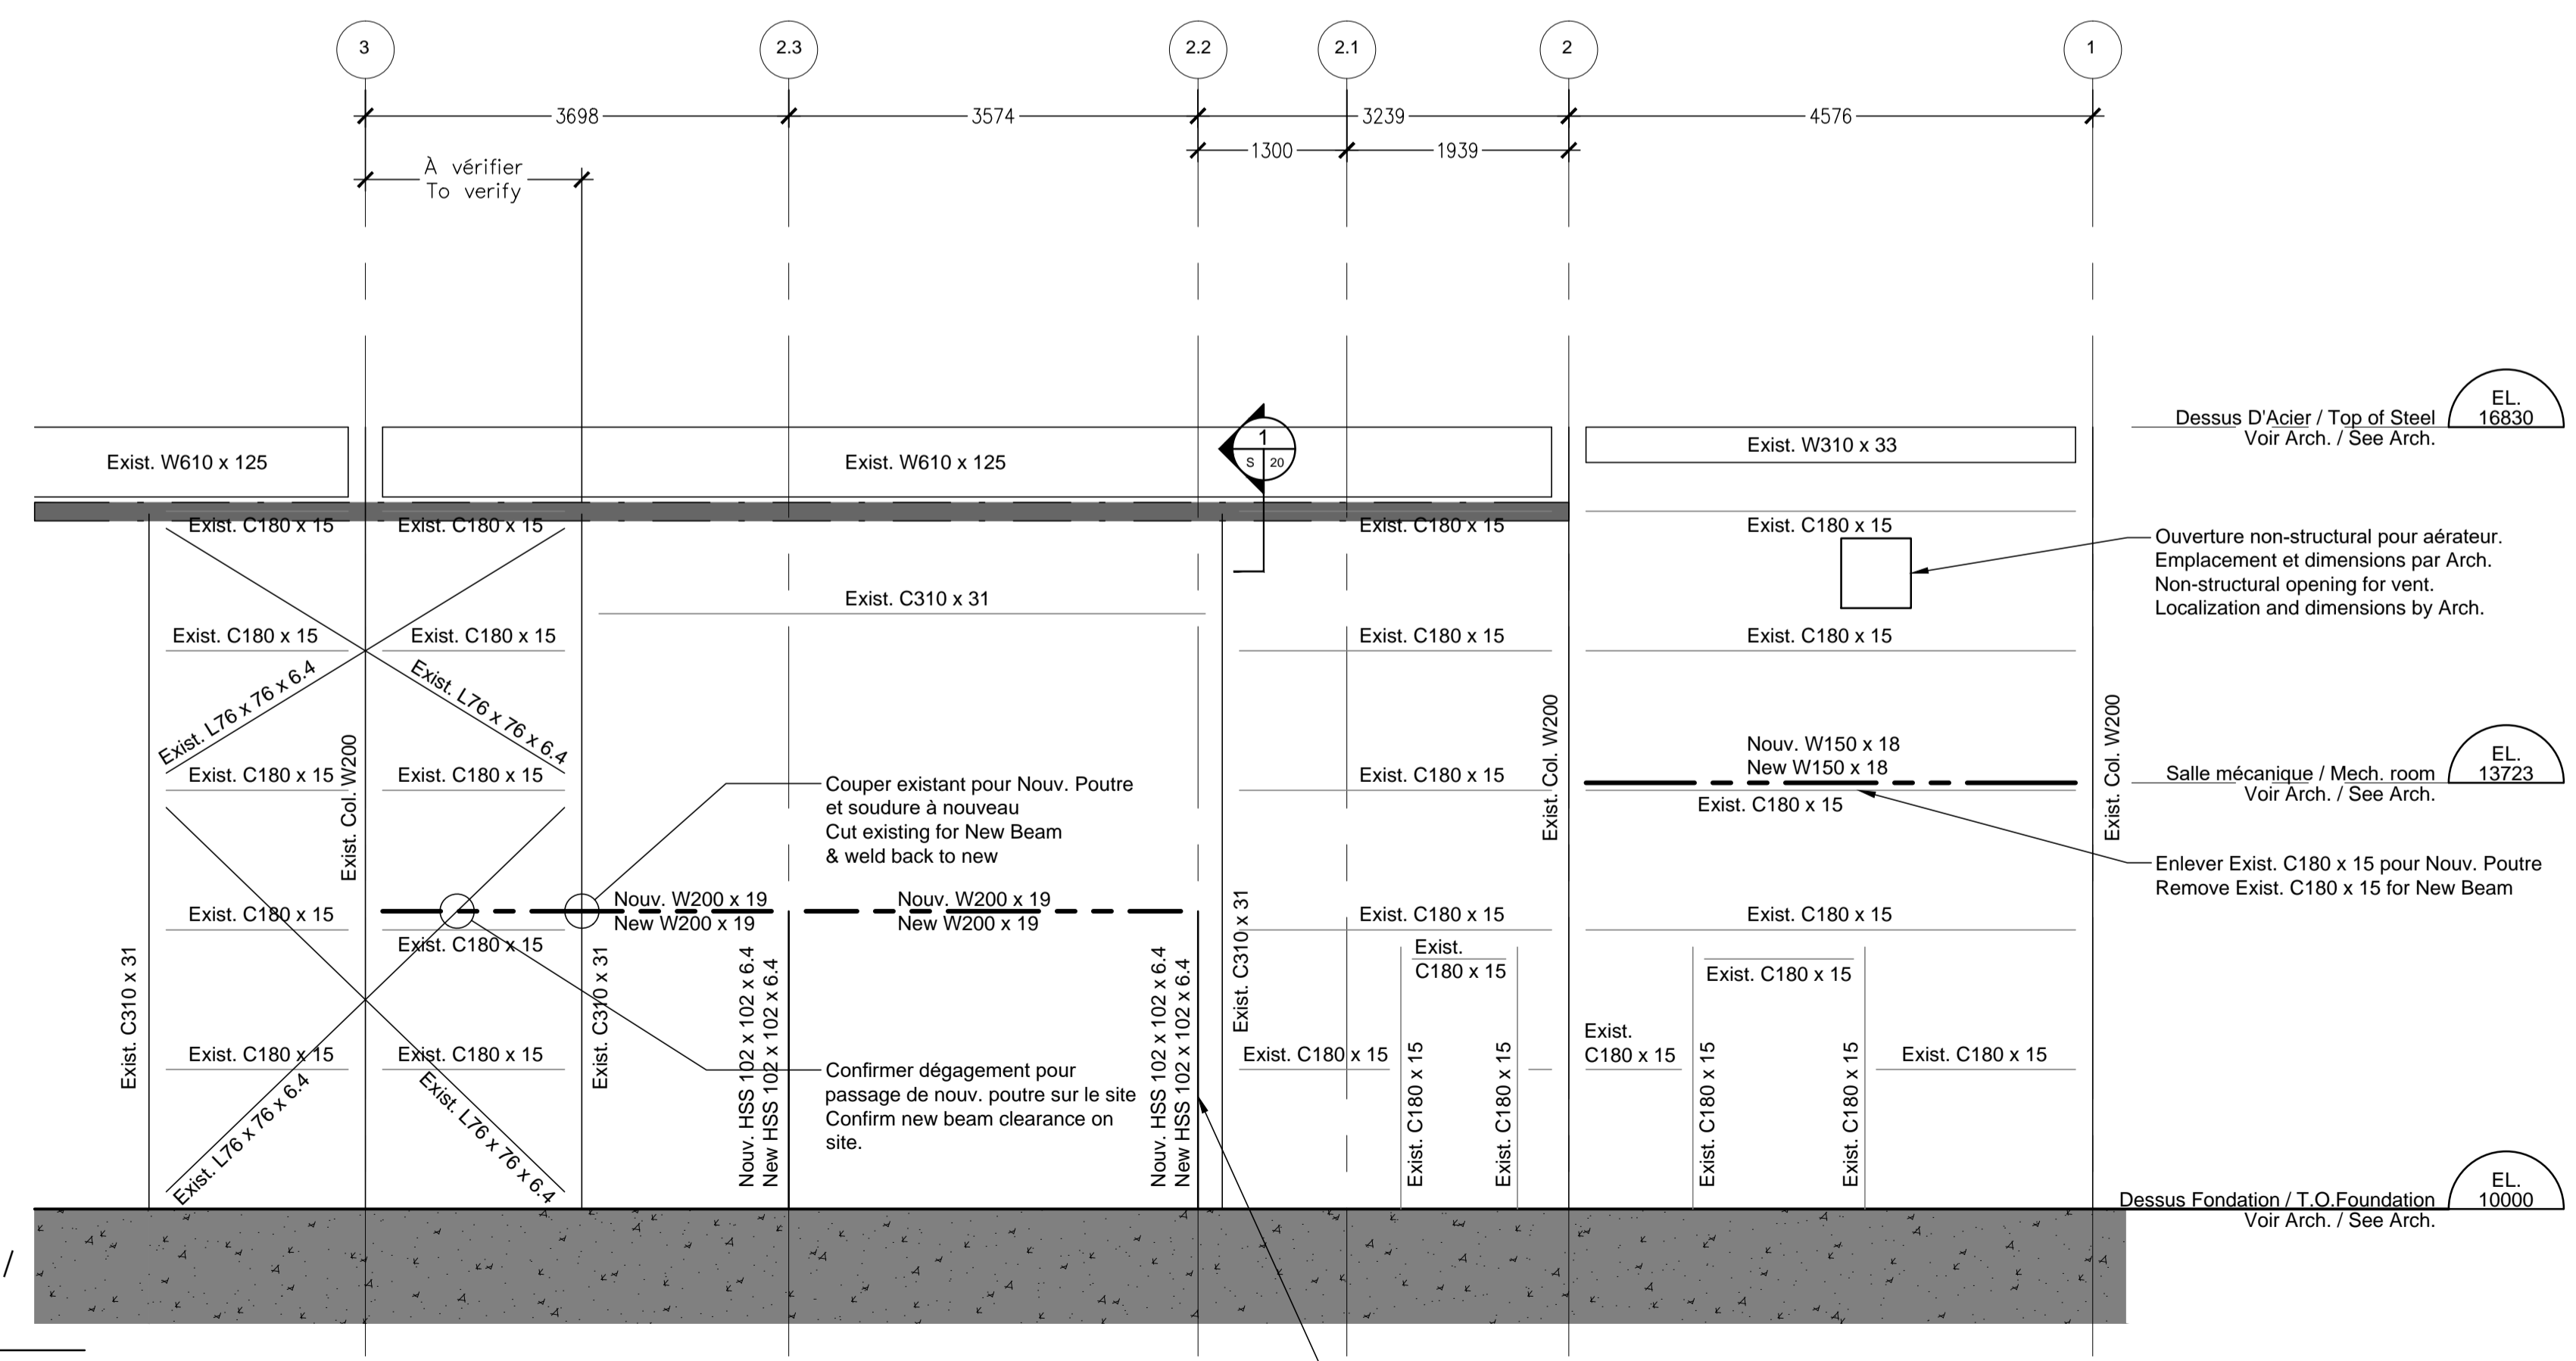 3
2.3
2.2
2.1
2
1
3698
3574
3239
4576
1300
1939
À vérifier
To verify
EL.
16830
Dessus D'Acier / Top of Steel
Voir Arch. / See Arch.
Exist. W610 x 125
Exist. W610 x 125
1
S
20
Exist. W310 x 33
Exist. C180 x 15
Exist. C180 x 15
Exist. C180 x 15
Exist. C180 x 15
Ouverture non-structural pour aérateur.
Emplacement et dimensions par Arch.
Non-structural opening for vent.
Localization and dimensions by Arch.
Exist. C310 x 31
Exist. C180 x 15
Exist. C180 x 15
Exist. C180 x 15
Exist. C180 x 15
Exist. L76 x 76 x 6.4
Exist. L76 x 76 x 6.4
Exist. Col. W200
Exist. Col. W200
Exist. Col. W200
Nouv. W150 x 18
New W150 x 18
EL.
13723
Salle mécanique / Mech. room
Voir Arch. / See Arch.
Exist. C180 x 15
Exist. C180 x 15
Exist. C180 x 15
Exist. C180 x 15
Couper existant pour Nouv. Poutre
et soudure à nouveau
Cut existing for New Beam
& weld back to new
Enlever Exist. C180 x 15 pour Nouv. Poutre
Remove Exist. C180 x 15 for New Beam
Nouv. W200 x 19
New W200 x 19
Nouv. W200 x 19
New W200 x 19
Exist. C180 x 15
Exist. C180 x 15
Exist. C180 x 15
Exist. C180 x 15
Exist.
C180 x 15
Exist. C180 x 15
Exist. C310 x 31
Exist. C310 x 31
Nouv. HSS 102 x 102 x 6.4
New HSS 102 x 102 x 6.4
Nouv. HSS 102 x 102 x 6.4
New HSS 102 x 102 x 6.4
Exist. C310 x 31
Exist. C180 x 15
Exist. C180 x 15
Exist. C180 x 15
Exist.
C180 x 15
Exist. C180 x 15
Exist. C180 x 15
Exist. C180 x 15
Exist. C180 x 15
Exist. C180 x 15
Exist. L76 x 76 x 6.4
Exist. L76 x 76 x 6.4
Confirmer dégagement pour
passage de nouv. poutre sur le site
Confirm new beam clearance on
site.
EL.
10000
Dessus Fondation / T.O.Foundation
Voir Arch. / See Arch.
/